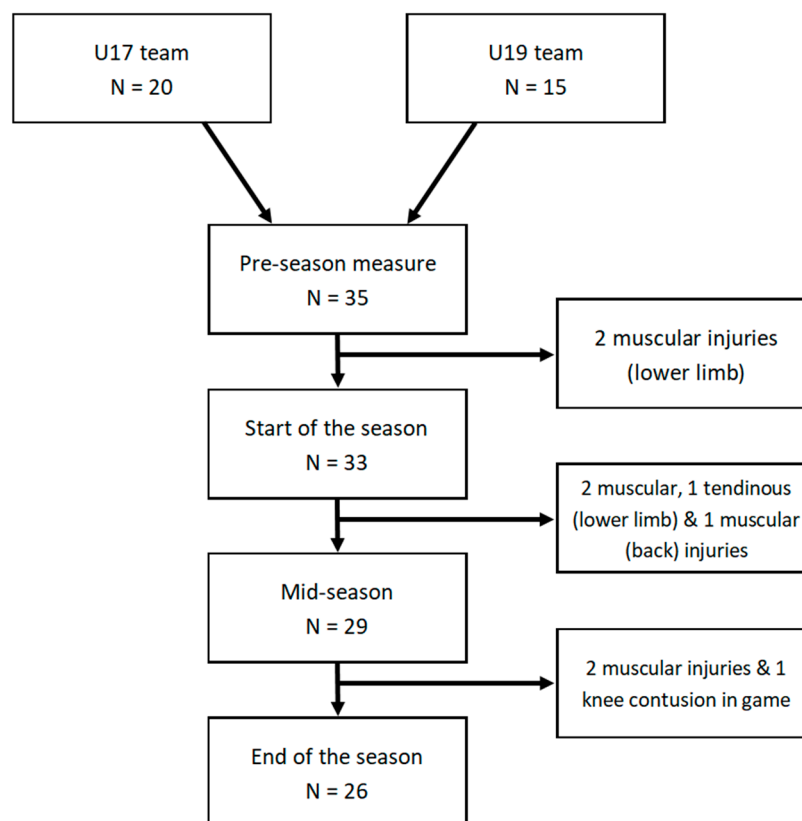 U17 team
N = 20
U19 team
N = 15
Pre-season measure
N = 35
2 muscular injuries
(lower limb)
Start of the season
N = 33
2 muscular, 1 tendinous
(lower limb) & 1 muscular
(back) injuries
Mid-season
N = 29
2 muscular injuries & 1
knee contusion in game
End of the season
N = 26